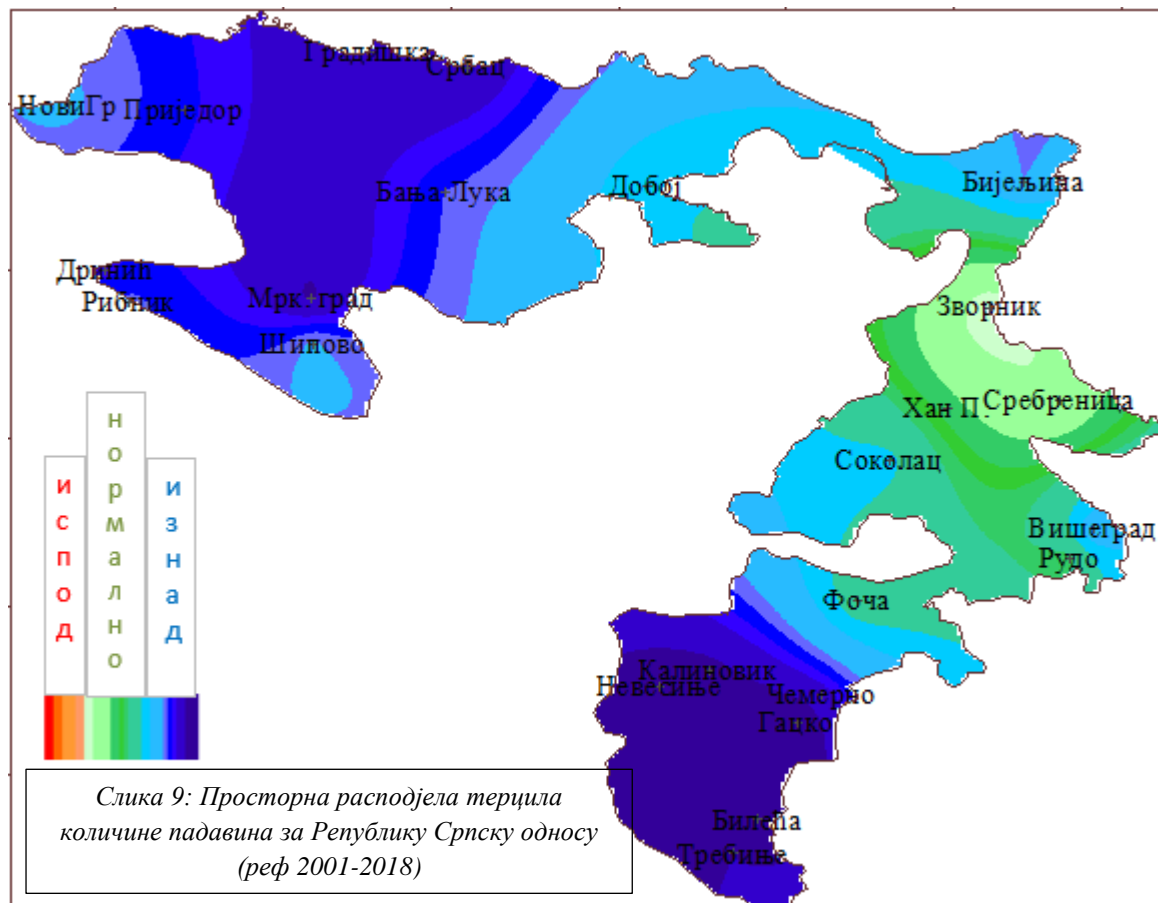 Градишка
Србац
НовиГр
Приједор
Бања Лука
Добој
Бијељина
Дринић
Рибник
Мрк. град
Шипово
Зворник
Хан П.
Сребреница
Соколац
Вишеград
Рудо
Фоча
Калиновик
Невесиње
Чемерно
Гацко
Билећа
Требиње
испод
нормално
изнад
Слика 9: Просторна расподјела терцила
количине падавина за Републику Српску односу
(реф 2001-2018)